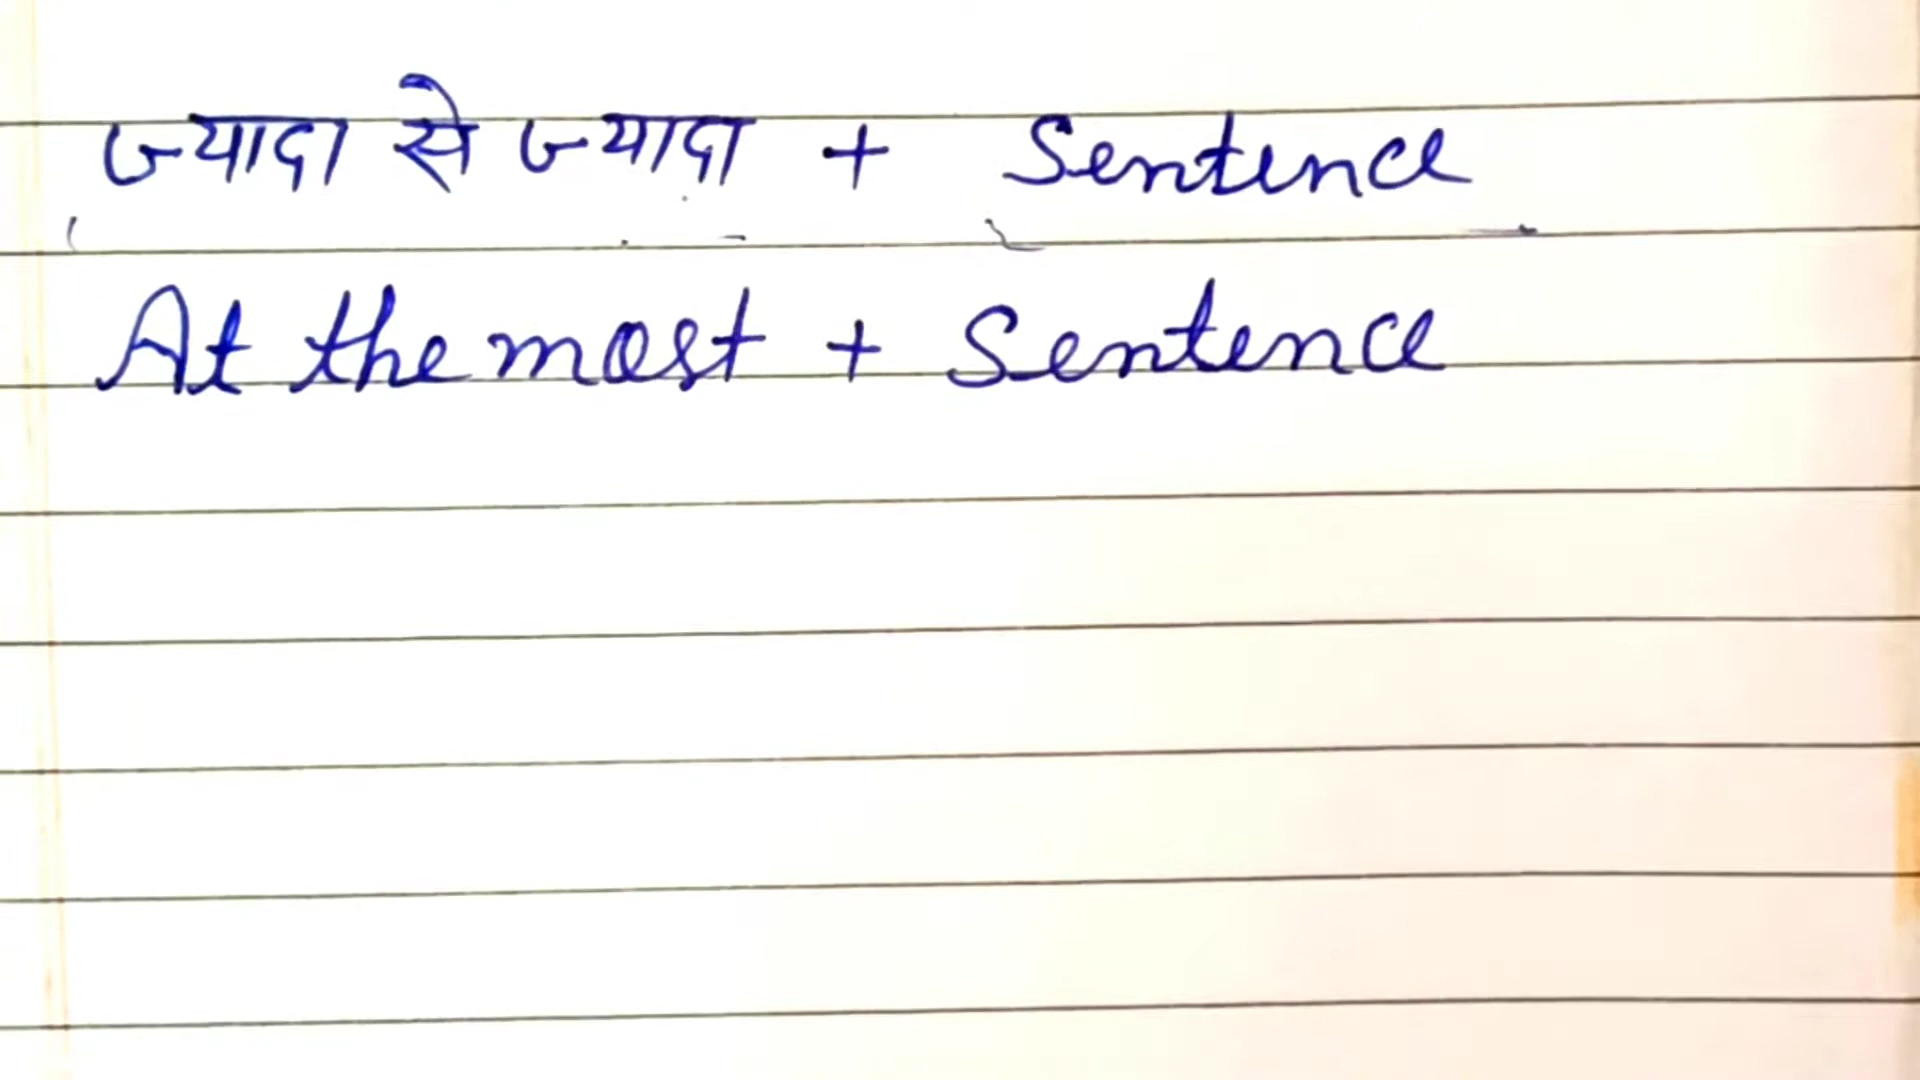 ज्यादा से ज्यादा + Sentence
At the most + Sentence